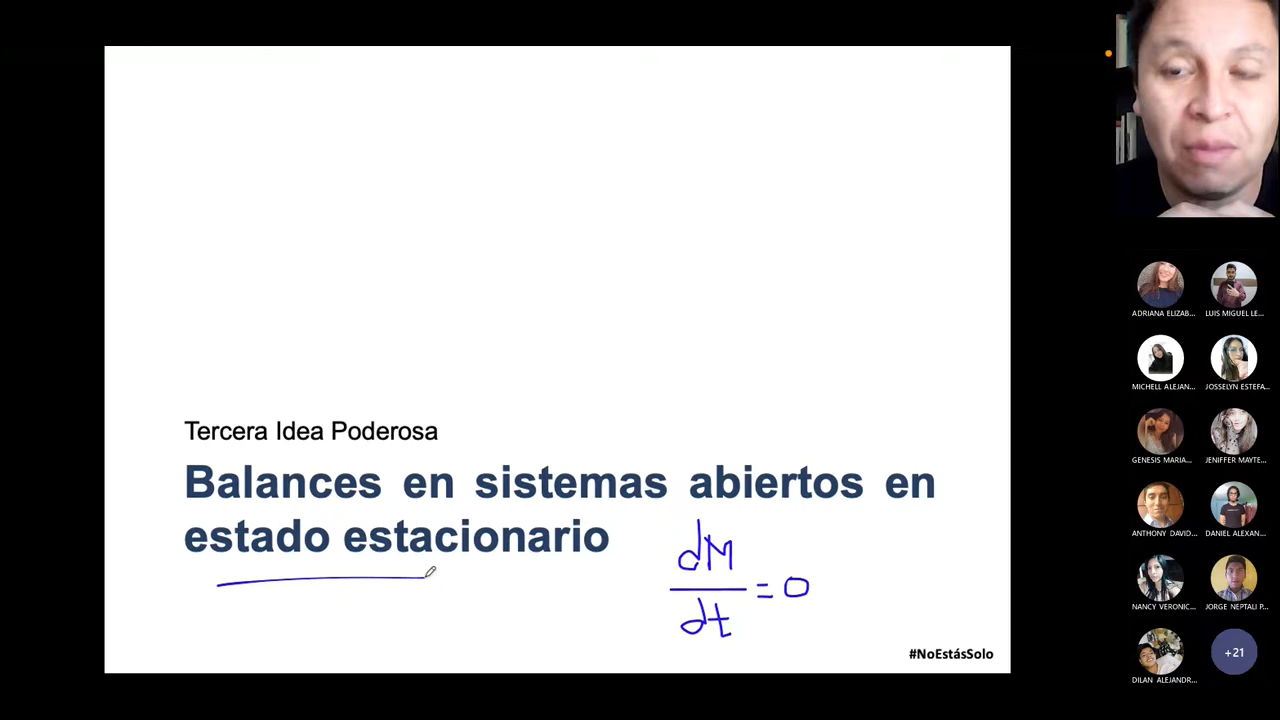 Tercera Idea Poderosa
Balances en sistemas abiertos en
estado estacionario
dM
dt
= 0
#NoEstásSolo
ADRIANA ELIZAB...
LUIS MIGUEL LE...
MICHELL ALEJAN...
JOSSELYN ESTEFA...
GENESIS MARIA...
JENIFFER MAYTE...
ANTHONY DAVID...
DANIEL ALEXAN...
NANCY VERONIC...
JORGE NEPTALI P...
DILAN ALEJANDR...
+21